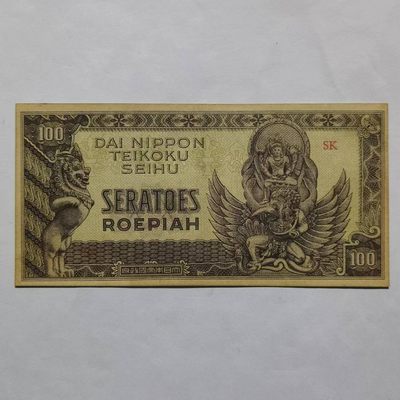 100
DAI NIPPON
TEIKOKU
SEIHU
SK
SERATOES
ROEPIAH
100